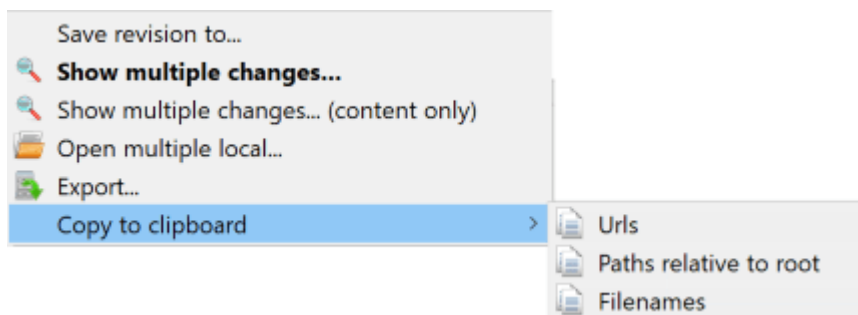 Save revision to...
Show multiple changes...
Show multiple changes... (content only)
Open multiple local...
Export...
Copy to clipboard
Urls
Paths relative to root
Filenames